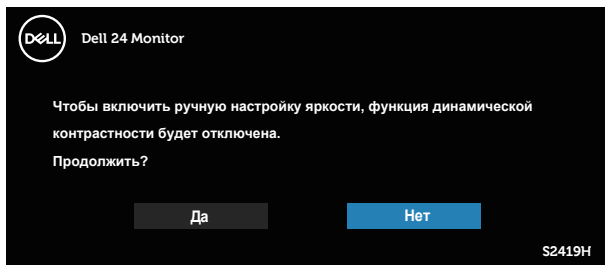 DELL Dell 24 Monitor
Чтобы включить ручную настройку яркости, функция динамической
контрастности будет отключена.
Продолжить?
Да Нет
S2419H